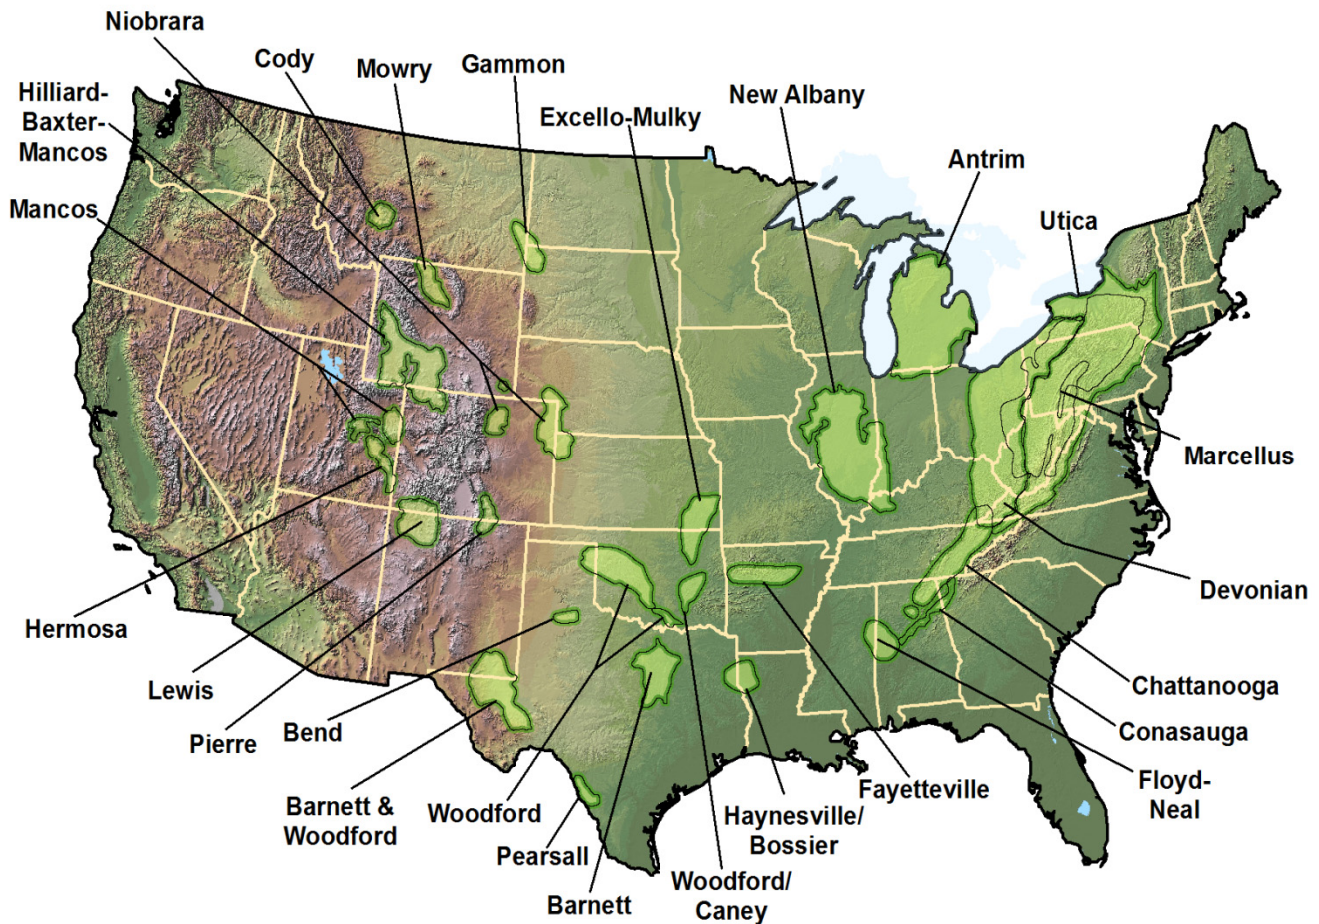 Niobrara
Cody
Mowry
Gammon
Hilliard-
Baxter-
Mancos
Excello-Mulky
New Albany
Antrim
Mancos
Utica
Marcellus
Devonian
Hermosa
Lewis
Pierre
Bend
Chattanooga
Conasauga
Floyd-
Neal
Barnett &
Woodford
Woodford
Pearsall
Barnett
Woodford/
Caney
Haynesville/
Bossier
Fayetteville